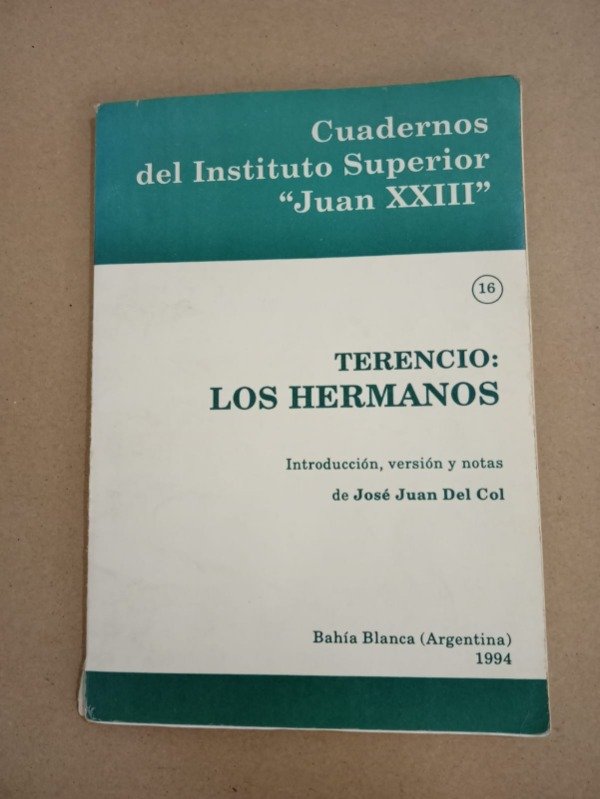 Cuadernos
del Instituto Superior
“Juan XXIII”
16
TERENCIO:
LOS HERMANOS
Introducción, versión y notas
de José Juan Del Col
Bahía Blanca (Argentina)
1994